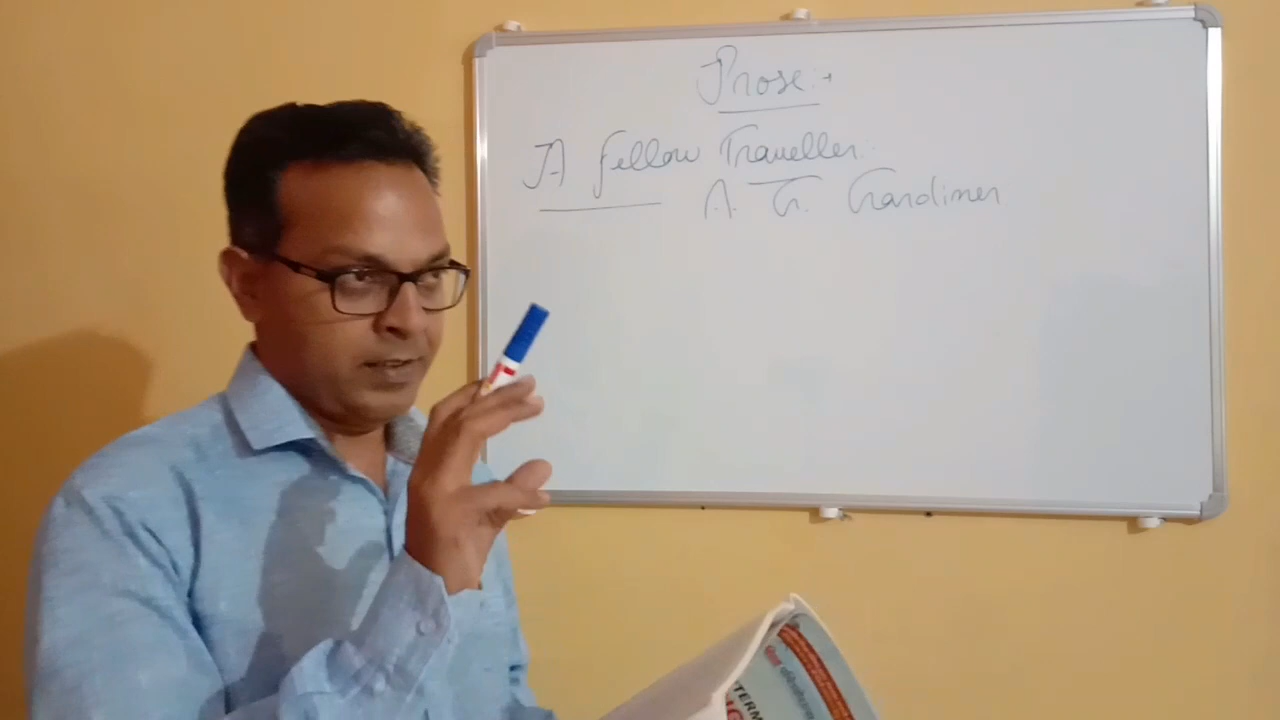 Prose:-
A Fellow Traveller:-
A. G. Gardiner